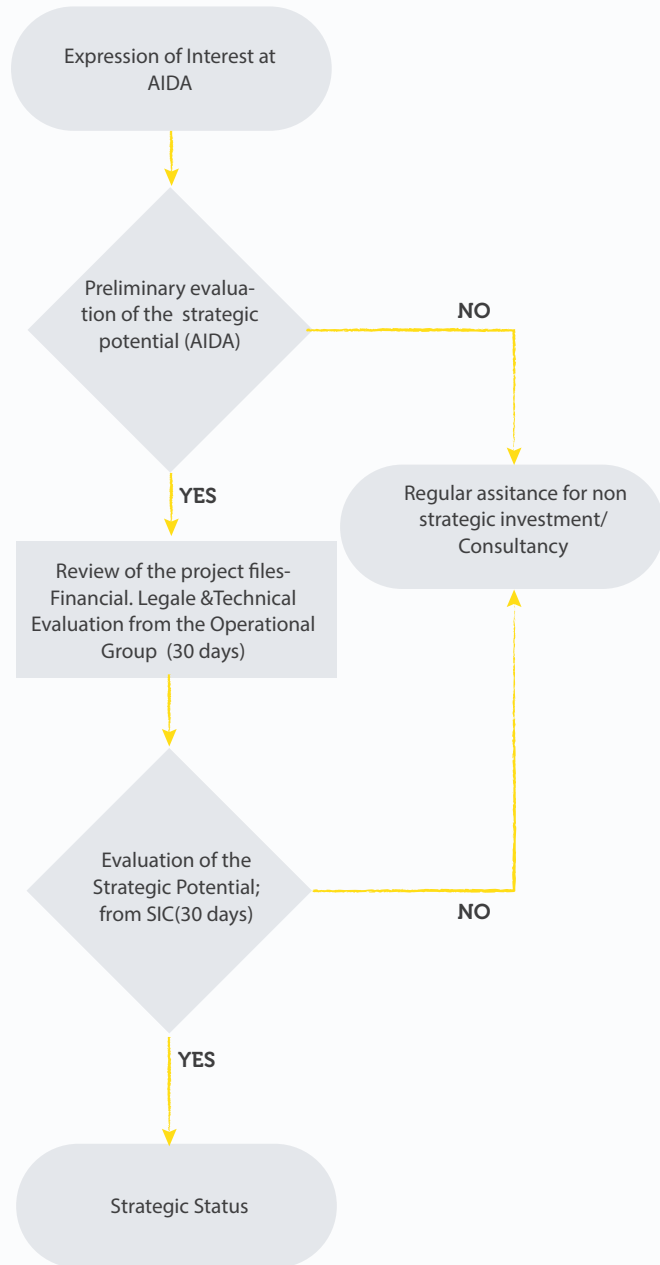 Expression of Interest at
AIDA
Preliminary evalua-
tion of the strategic
potential (AIDA)
NO
YES
Regular assitance for non
strategic investment/
Consultancy
Review of the project files-
Financial. Legale &Technical
Evaluation from the Operational
Group (30 days)
Evaluation of the
Strategic Potential;
from SIC(30 days)
NO
YES
Strategic Status